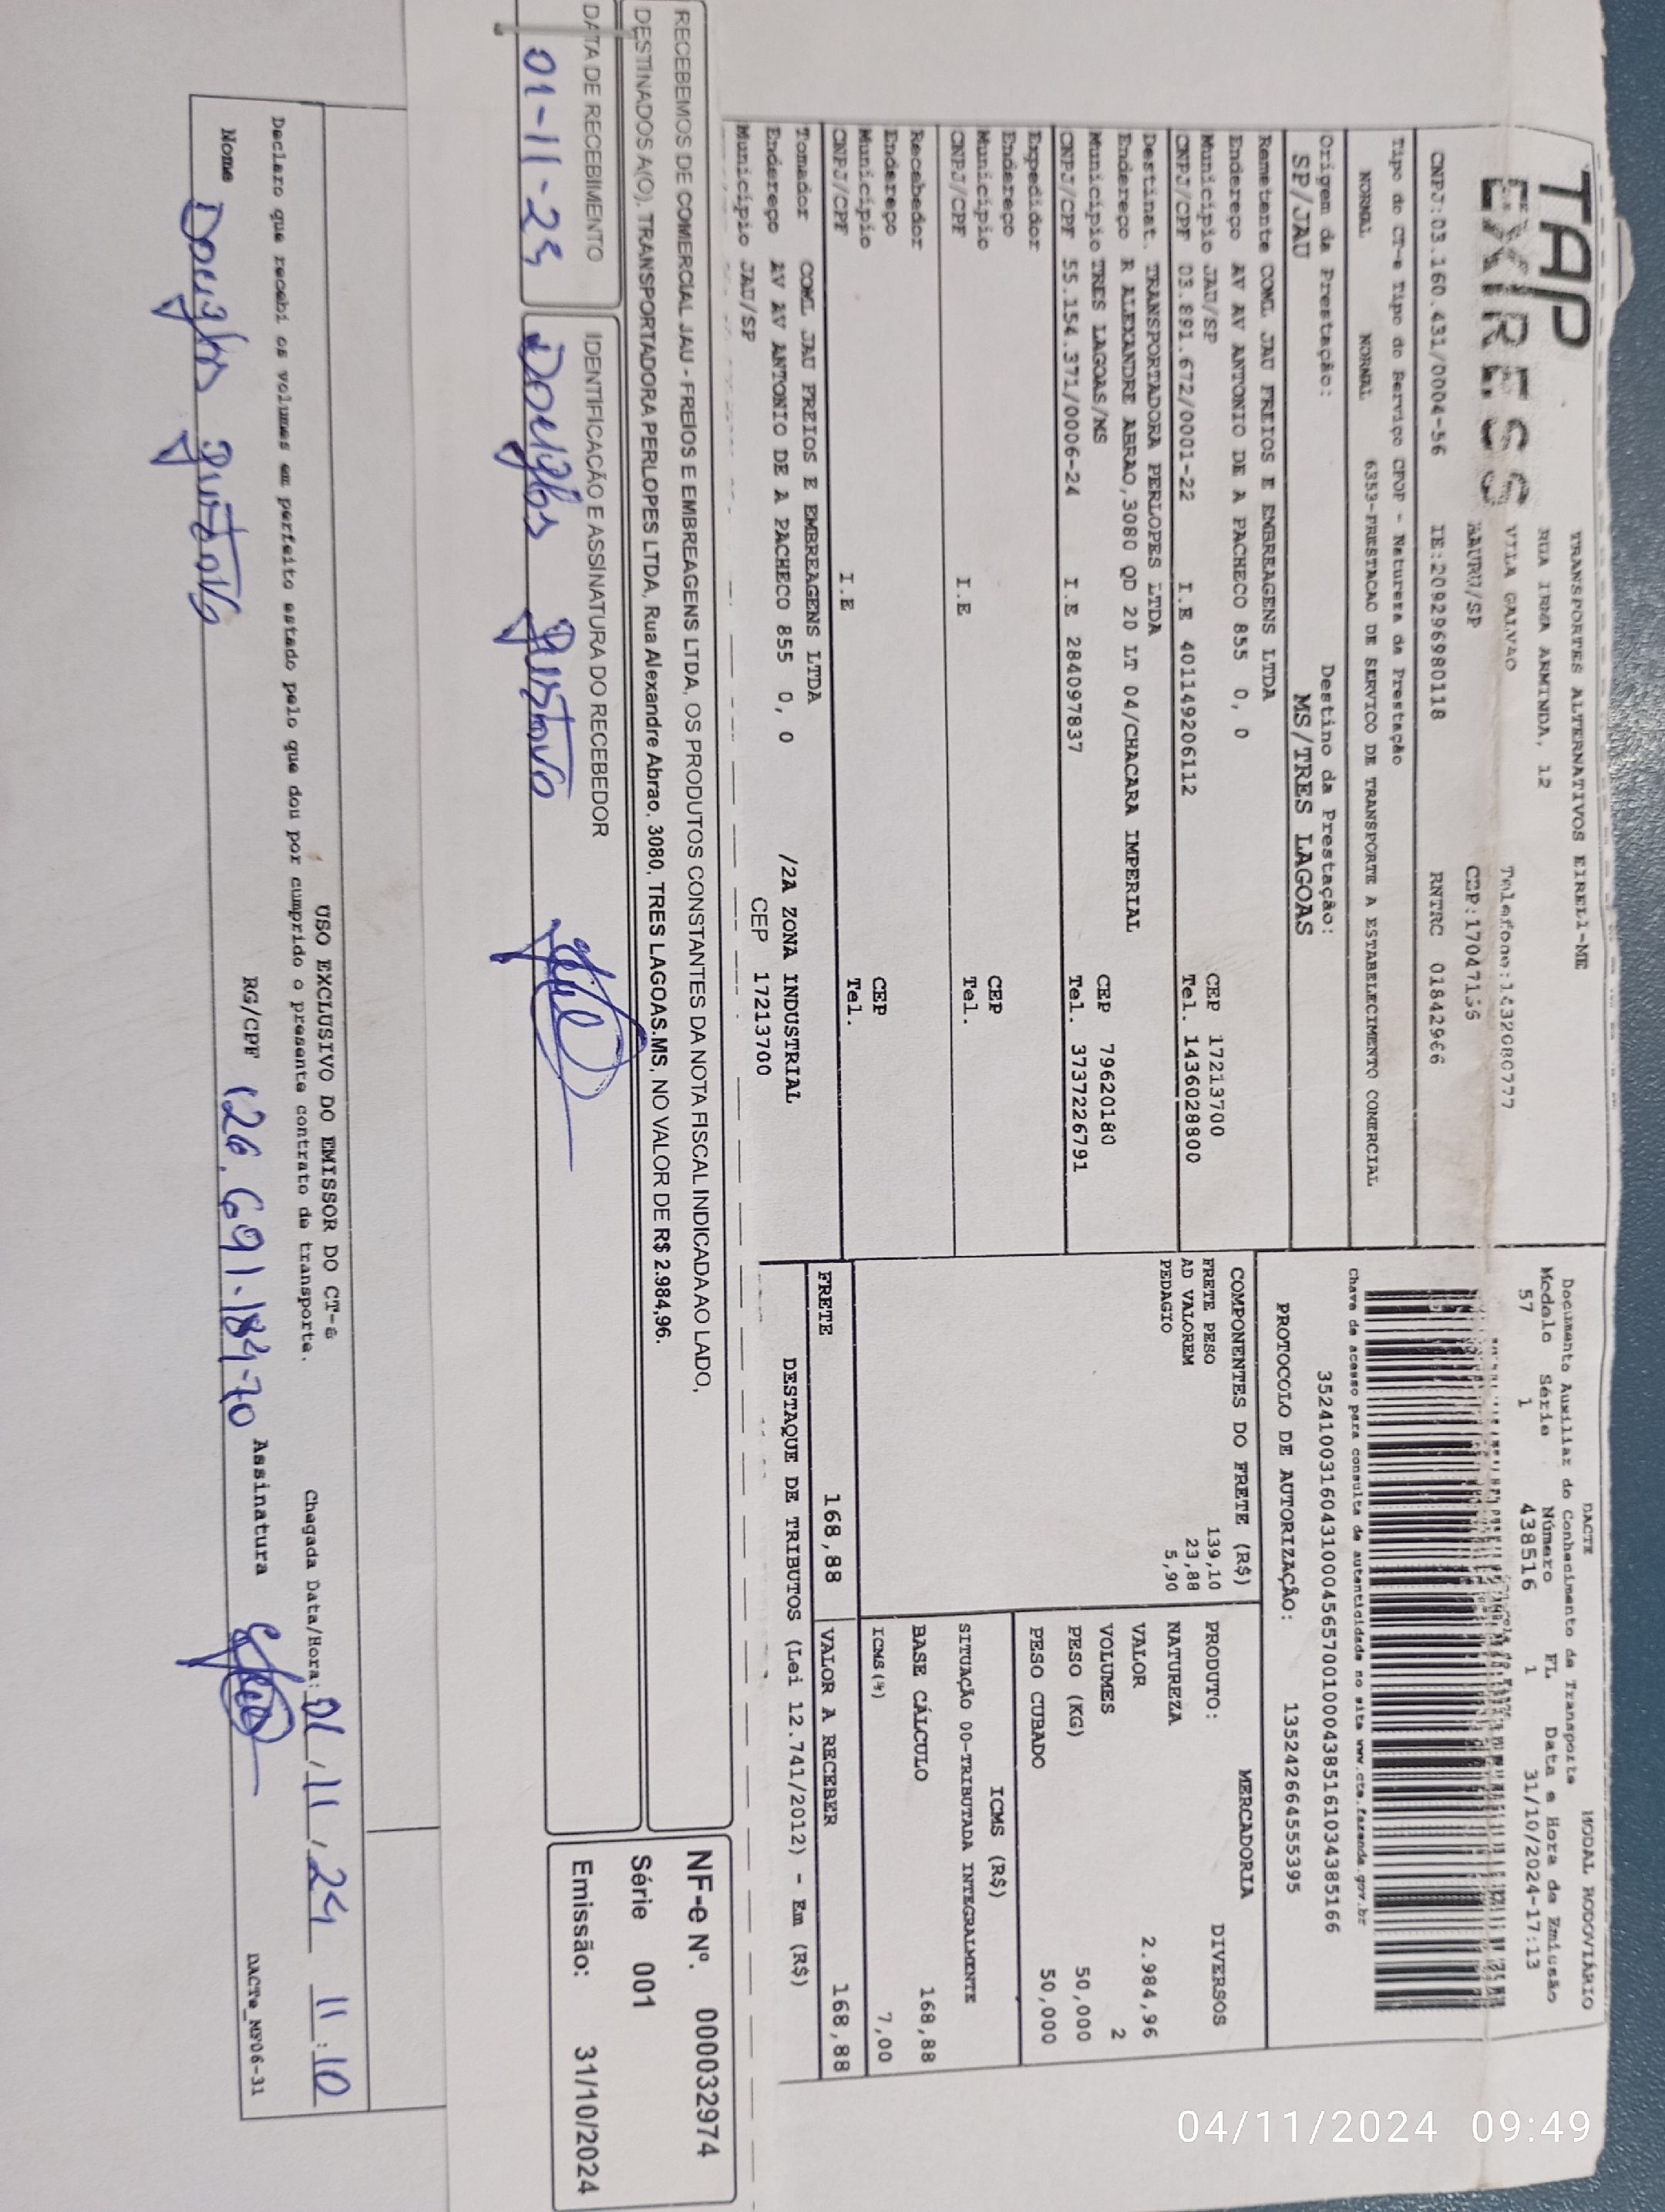 TAP
EXPRESS
TRANSPORTES ALTERNATIVOS EIRELI-ME
RUA IRMA ARMINDA, 12
VILA GALVAO Telefone:1432080777
BAURU/SP CEP:17047155
CNPJ:03.160.431/0004-56 IE:209296980118 RNTRC 01842966
Tipo do CT-e Tipo do Serviço CFOP - Natureza da Prestação
NORMAL NORMAL 6353-PRESTACAO DE SERVICO DE TRANSPORTE A ESTABELECIMENTO COMERCIAL
Origem da Prestação: Destino da Prestação:
SP/JAU MS/TRES LAGOAS
DACTE MODAL RODOVIÁRIO
Documento Auxiliar do Conhecimento de Transporte
Modelo Série Número FL Data e Hora da Emissão
57 1 438516 1 31/10/2024-17:13
Chave de acesso para consulta de autenticidade no site www.cte.fazenda.gov.br
35241003160431000456570010004385161034385166
PROTOCOLO DE AUTORIZAÇÃO: 135242664555395
Remetente COML JAU FREIOS E EMBREAGENS LTDA
Endereço AV AV ANTONIO DE A PACHECO 855 0, 0
Município JAU/SP CEP 17213700
CNPJ/CPF 03.891.672/0001-22 I.E 401149206112 Tel. 1436028800
Destinat. TRANSPORTADORA PERLOPES LTDA
Endereço R ALEXANDRE ABRAO,3080 QD 20 LT 04/CHACARA IMPERIAL
Município TRES LAGOAS/MS CEP 79620180
CNPJ/CPF 55.154.371/0006-24 I.E 284097837 Tel. 3737226791
Expedidor
Endereço
Município CEP
CNPJ/CPF I.E Tel.
Recebedor
Endereço
Município CEP
CNPJ/CPF I.E Tel.
Tomador COML JAU FREIOS E EMBREAGENS LTDA
Endereço AV AV ANTONIO DE A PACHECO 855 0, 0 /2A ZONA INDUSTRIAL
Município JAU/SP CEP 17213700
COMPONENTES DO FRETE (R$)
FRETE PESO 139,10
AD VALOREM 23,88
PEDAGIO 5,90
MERCADORIA
PRODUTO: DIVERSOS
NATUREZA
VALOR 2.984,96
VOLUMES 2
PESO (KG) 50,000
PESO CUBADO 50,000
ICMS (R$)
SITUAÇÃO 00-TRIBUTADA INTEGRALMENTE
BASE CÁLCULO 168,88
ICMS(%) 7,00
FRETE 168,88 VALOR A RECEBER 168,88
DESTAQUE DE TRIBUTOS (Lei 12.741/2012) - Em (R$)
RECEBEMOS DE COMERCIAL JAU - FREIOS E EMBREAGENS LTDA, OS PRODUTOS CONSTANTES DA NOTA FISCAL INDICADA AO LADO,
DESTINADOS A(O), TRANSPORTADORA PERLOPES LTDA, Rua Alexandre Abrao, 3080, TRES LAGOAS.MS, NO VALOR DE R$ 2.984,96.
DATA DE RECEBIMENTO IDENTIFICACÃO E ASSINATURA DO RECEBEDOR
01-11-24 Douglas Gustavo
NF-e Nº. 000032974
Série 001
Emissão: 31/10/2024
USO EXCLUSIVO DO EMISSOR DO CT-e
Declaro que recebi os volumes em perfeito estado pelo que dou por cumprido o presente contrato de transporte. Chegada Data/Hora: 01/11/24 11:10
Nome Douglas Gustavo RG/CPF 126.691.184-70 Assinatura
DACTe_MF06-31
04/11/2024 09:49